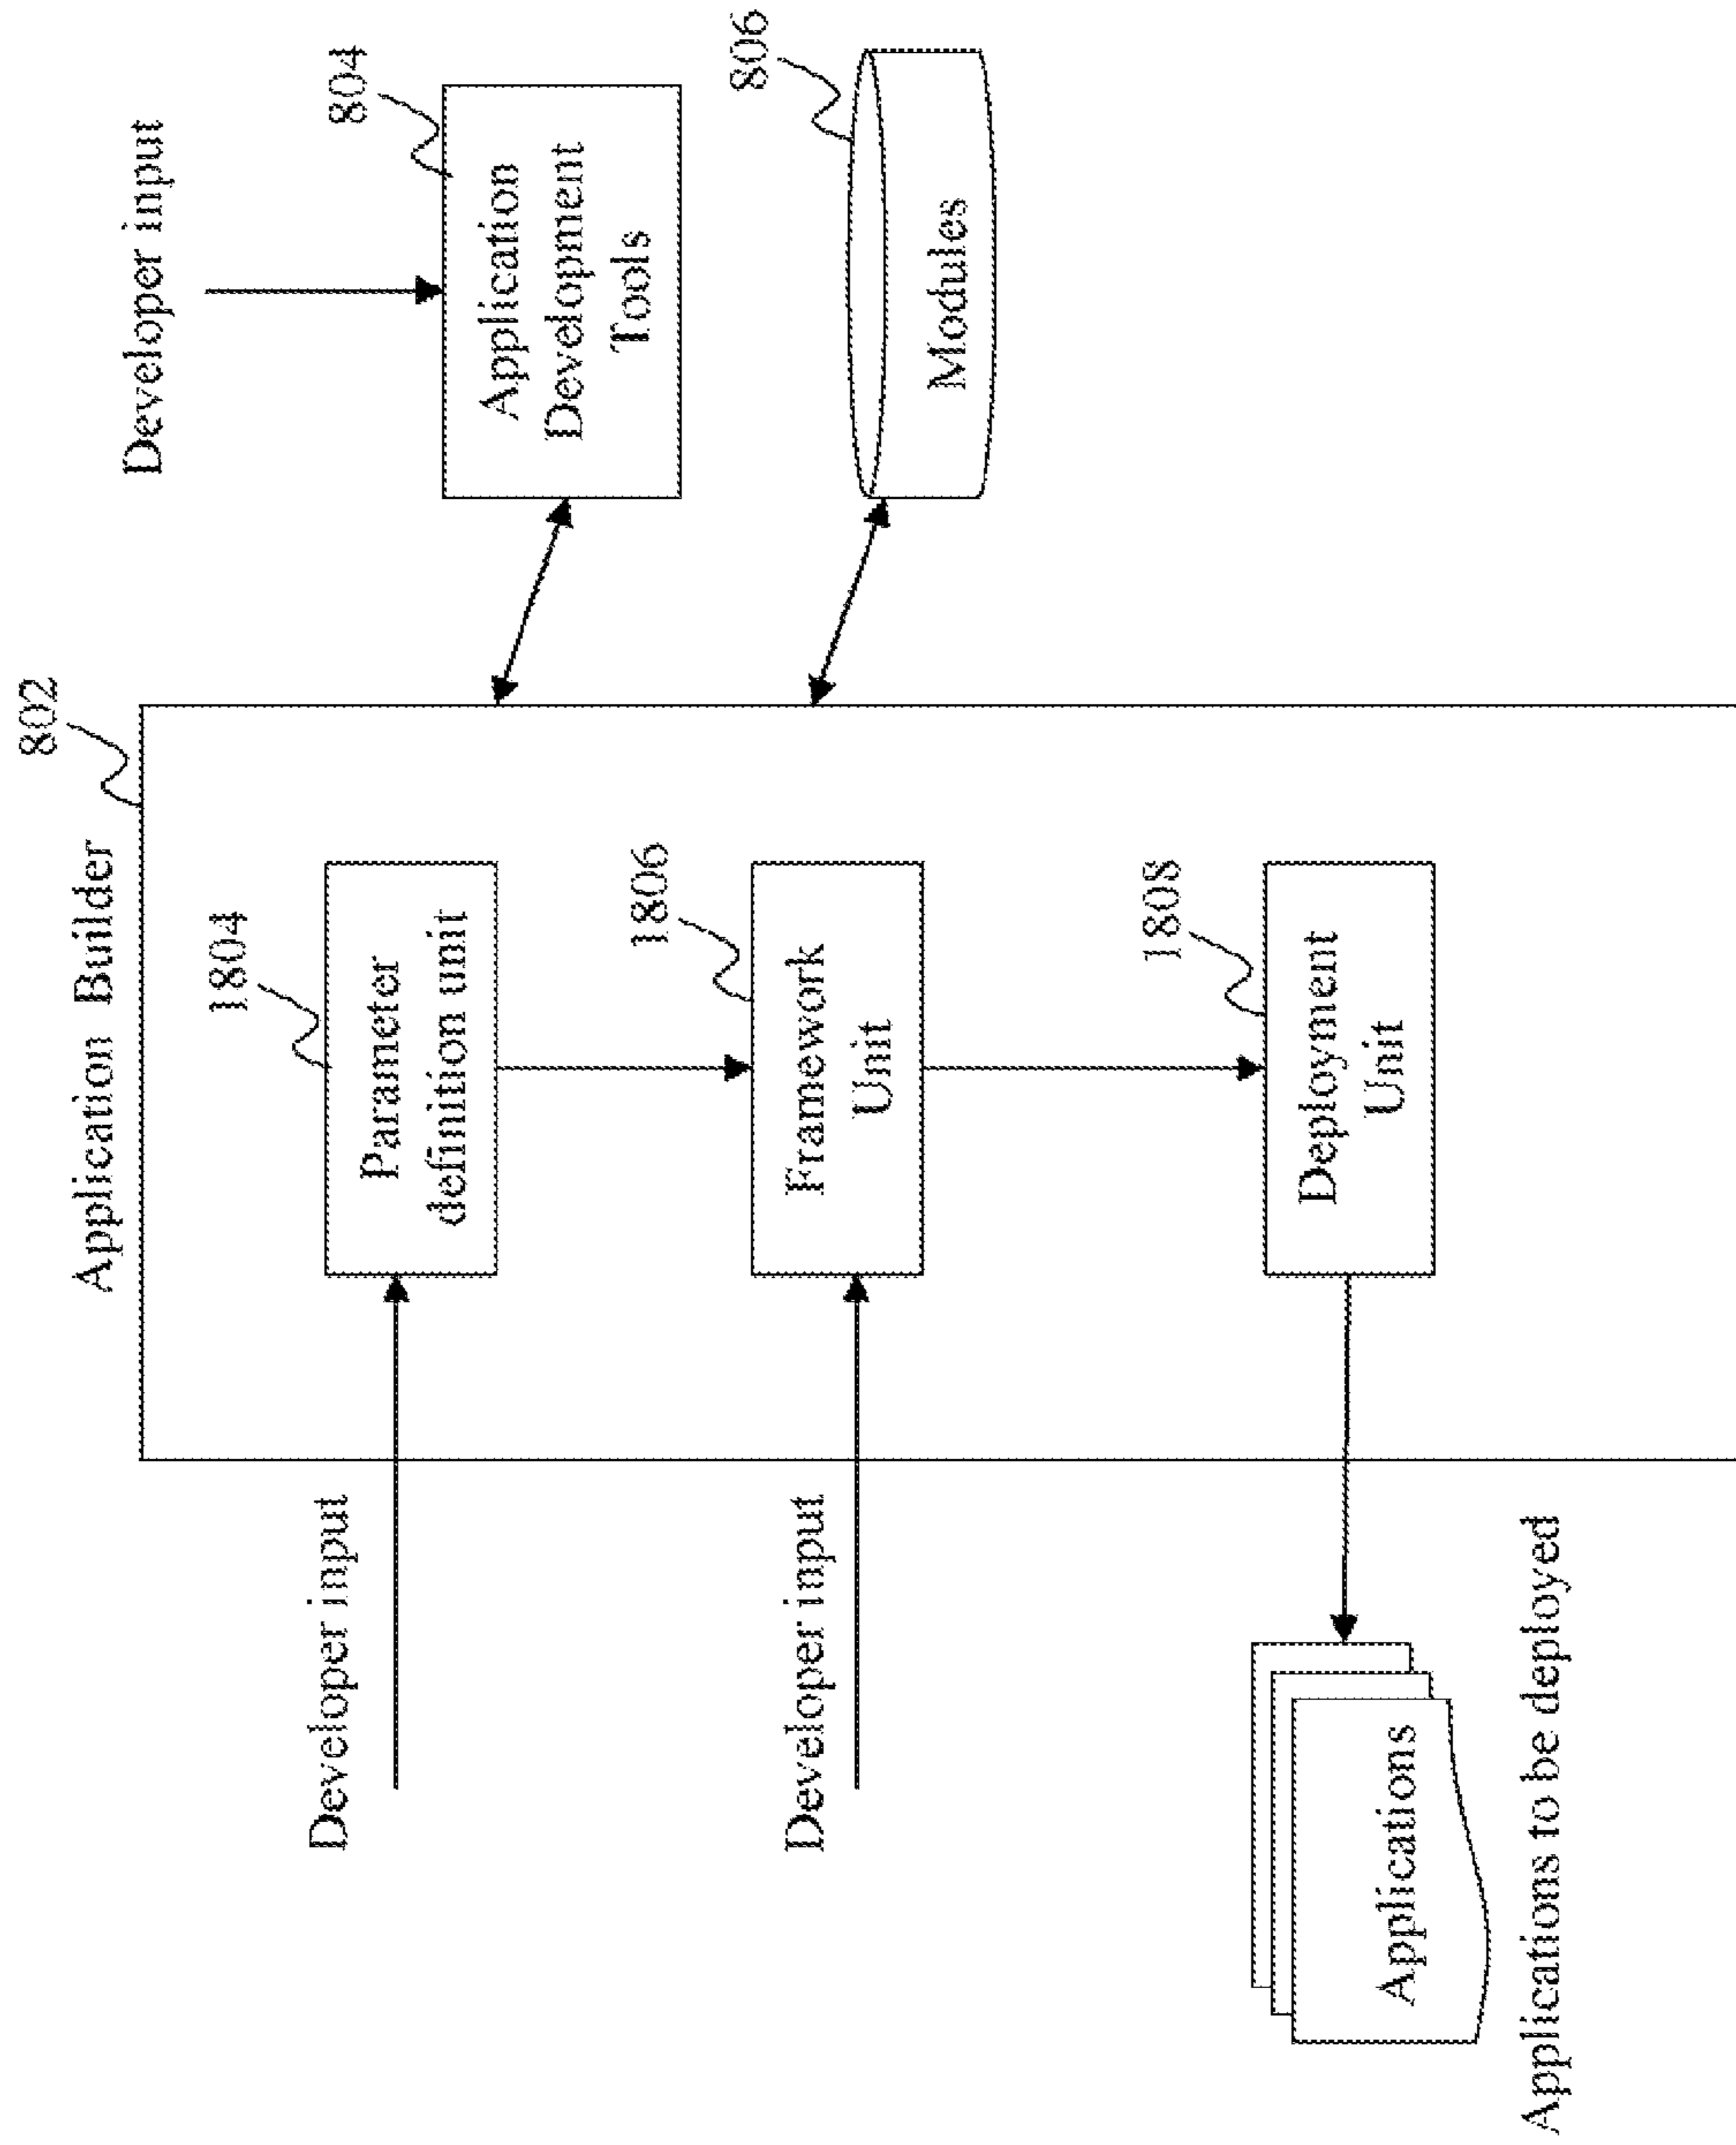 Application Builder
802
Developer input
1804
Parameter
definition unit
Developer input
1806
Framework
Unit
1808
Deployment
Unit
Applications
Applications to be deployed
Developer input
804
Application
Development
Tools
806
Modules